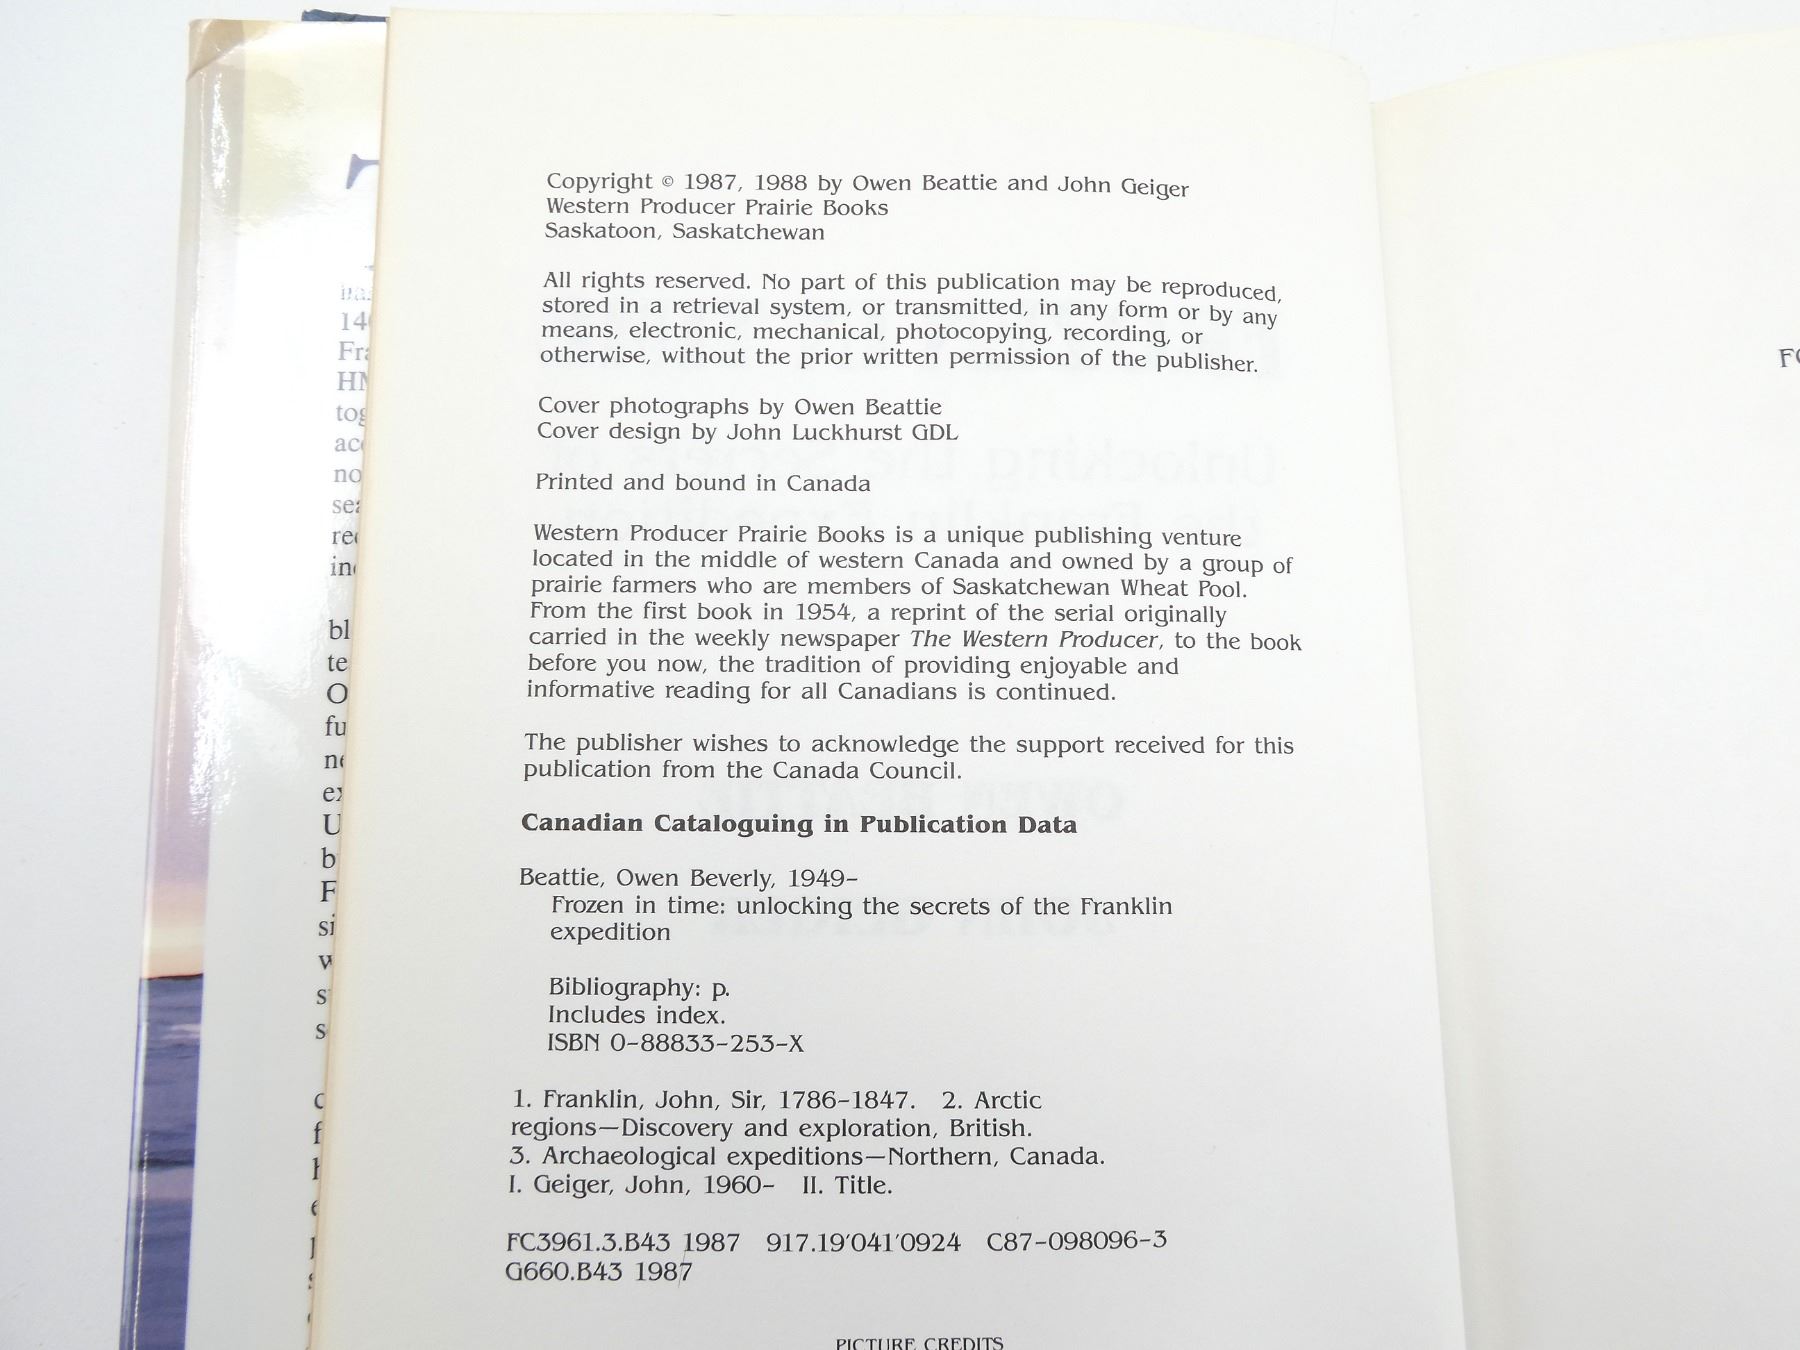 Copyright © 1987, 1988 by Owen Beattie and John Geiger
Western Producer Prairie Books
Saskatoon, Saskatchewan
All rights reserved. No part of this publication may be reproduced,
stored in a retrieval system, or transmitted, in any form or by any
means, electronic, mechanical, photocopying, recording, or
otherwise, without the prior written permission of the publisher.
Cover photographs by Owen Beattie
Cover design by John Luckhurst GDL
Printed and bound in Canada
Western Producer Prairie Books is a unique publishing venture
located in the middle of western Canada and owned by a group of
prairie farmers who are members of Saskatchewan Wheat Pool.
From the first book in 1954, a reprint of the serial originally
carried in the weekly newspaper The Western Producer, to the book
before you now, the tradition of providing enjoyable and
informative reading for all Canadians is continued.
The publisher wishes to acknowledge the support received for this
publication from the Canada Council.
Canadian Cataloguing in Publication Data
Beattie, Owen Beverly, 1949–
Frozen in time: unlocking the secrets of the Franklin
expedition
Bibliography: p.
Includes index.
ISBN 0-88833-253-X
1. Franklin, John, Sir, 1786-1847. 2. Arctic
regions—Discovery and exploration, British.
3. Archaeological expeditions—Northern, Canada.
I. Geiger, John, 1960– II. Title.
FC3961.3.B43 1987 917.19'041'0924 C87-098096-3
G660.B43 1987
PICTURE CREDITS